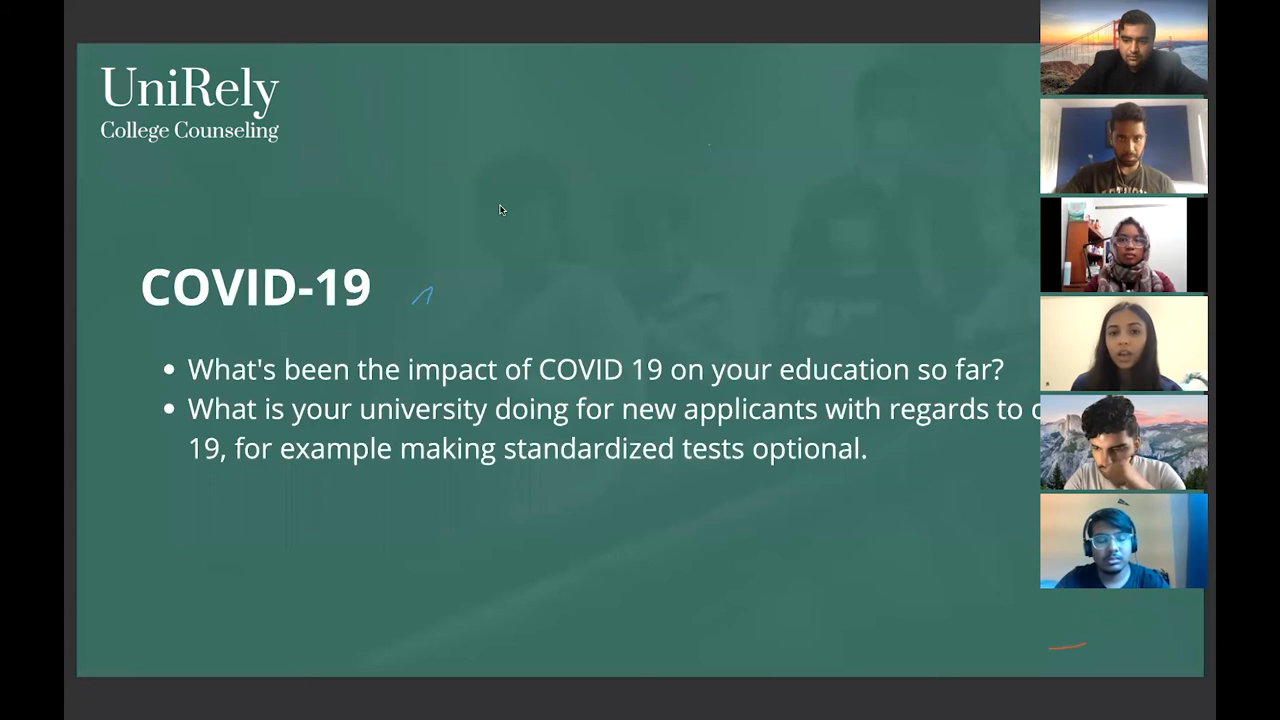 UniRely
College Counseling
COVID-19
• What's been the impact of COVID 19 on your education so far?
• What is your university doing for new applicants with regards to
19, for example making standardized tests optional.